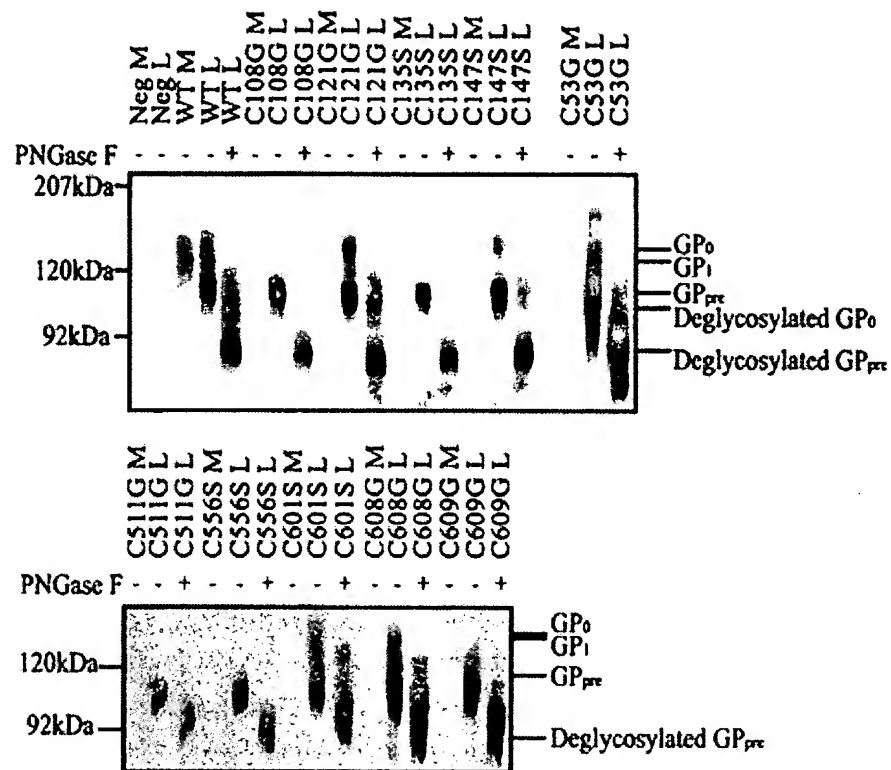 Neg M
Neg L
WT M
WT L
WT L
C108G M
C108G L
C108G L
C121G M
C121G L
C121G L
C135S M
C135S L
C135S L
C147S M
C147S L
C147S L
C53G M
C53G L
C53G L
PNGase F - - - - + - - + - - + - - + - - + - - +
207kDa
120kDa
92kDa
GP0
GP1
GPpre
Deglycosylated GP0
Deglycosylated GPpre
C511G M
C511G L
C511G L
C556S M
C556S L
C556S L
C601S M
C601S L
C601S L
C608G M
C608G L
C608G L
C609G M
C609G L
C609G L
PNGase F - - + - - + - - + - - + - - +
120kDa
92kDa
GP0
GP1
GPpre
Deglycosylated GPpre